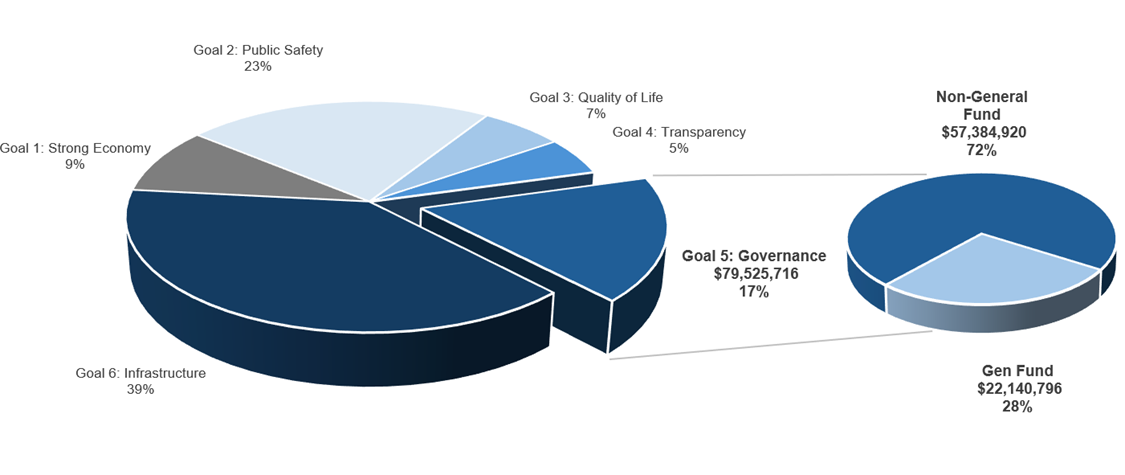 Goal 2: Public Safety
23%
Goal 3: Quality of Life
7%
Goal 4: Transparency
5%
Goal 1: Strong Economy
9%
Non-General
Fund
$57,384,920
72%
Goal 5: Governance
$79,525,716
17%
Goal 6: Infrastructure
39%
Gen Fund
$22,140,796
28%